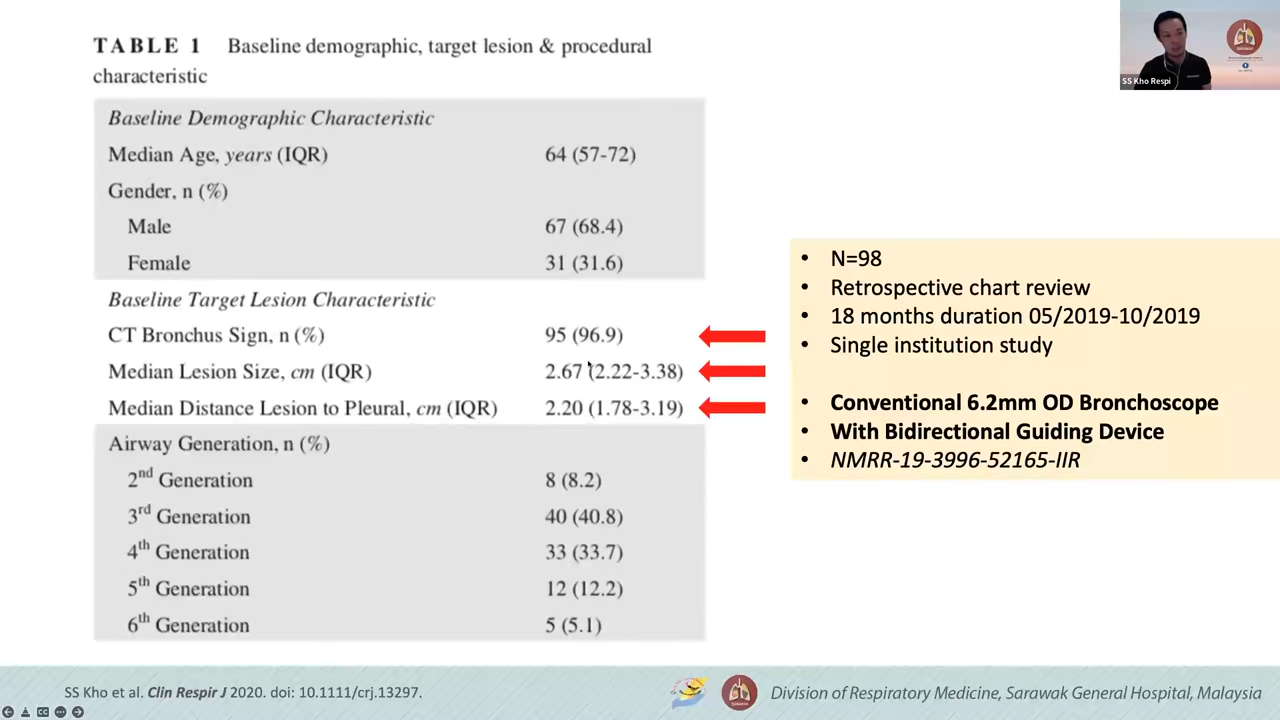 TABLE 1 Baseline demographic, target lesion & procedural
characteristic
Baseline Demographic Characteristic
Median Age, years (IQR) 64 (57-72)
Gender, n (%)
Male 67 (68.4)
Female 31 (31.6)
Baseline Target Lesion Characteristic
CT Bronchus Sign, n (%) 95 (96.9)
Median Lesion Size, cm (IQR) 2.67 (2.22-3.38)
Median Distance Lesion to Pleural, cm (IQR) 2.20 (1.78-3.19)
Airway Generation, n (%)
2nd Generation 8 (8.2)
3rd Generation 40 (40.8)
4th Generation 33 (33.7)
5th Generation 12 (12.2)
6th Generation 5 (5.1)
• N=98
• Retrospective chart review
• 18 months duration 05/2019-10/2019
• Single institution study
• Conventional 6.2mm OD Bronchoscope
• With Bidirectional Guiding Device
• NMRR-19-3996-52165-IIR
SS Kho Respi
SS Kho et al. Clin Respir J 2020. doi: 10.1111/crj.13297.
Division of Respiratory Medicine, Sarawak General Hospital, Malaysia